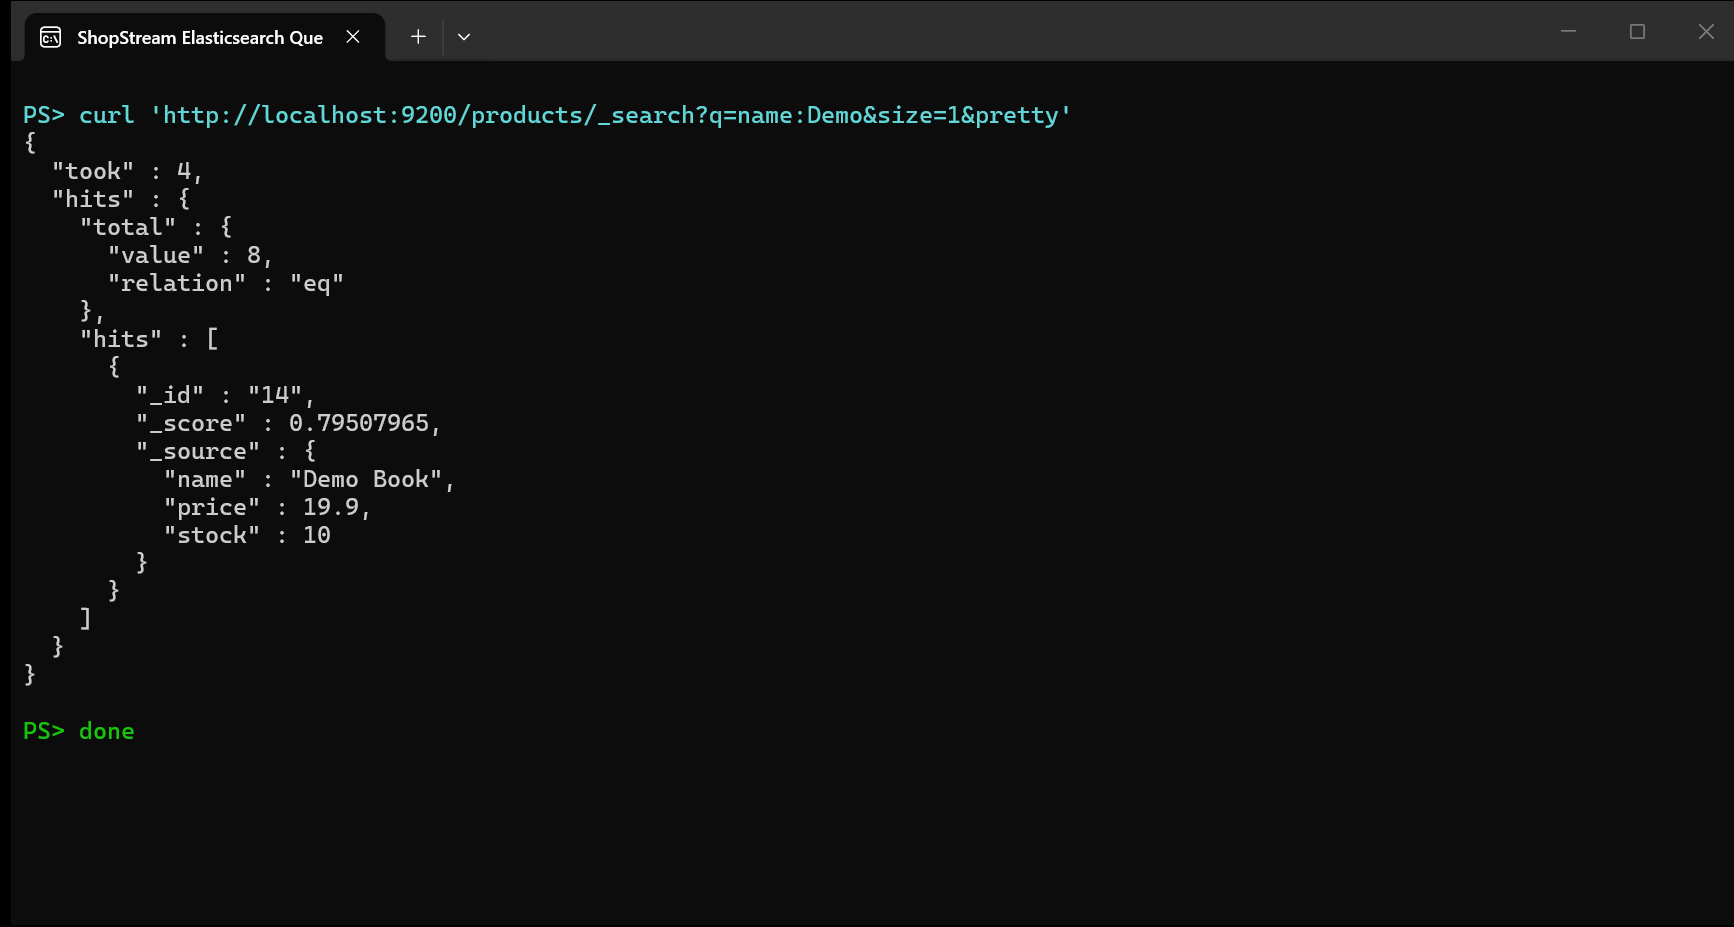 ShopStream Elasticsearch Que
PS> curl 'http://localhost:9200/products/_search?q=name:Demo&size=1&pretty'
{
  "took" : 4,
  "hits" : {
    "total" : {
      "value" : 8,
      "relation" : "eq"
    },
    "hits" : [
      {
        "_id" : "14",
        "_score" : 0.79507965,
        "_source" : {
          "name" : "Demo Book",
          "price" : 19.9,
          "stock" : 10
        }
      }
    ]
  }
}
PS> done